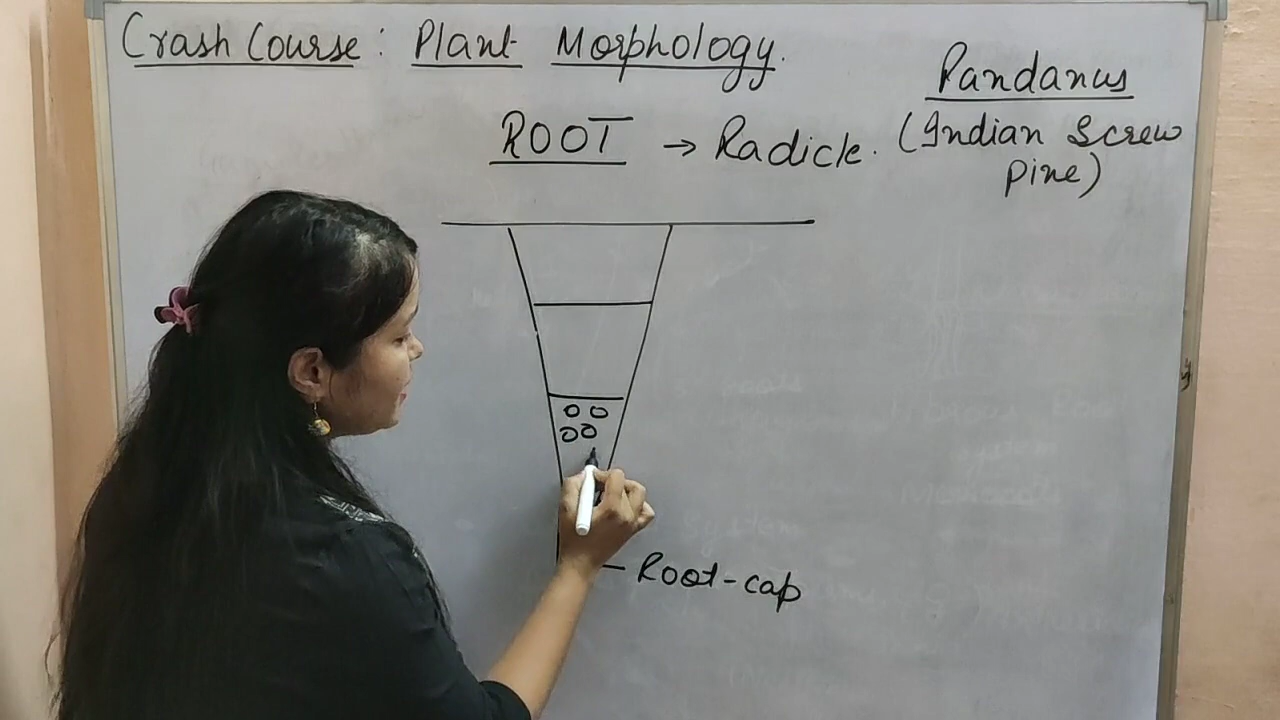 Crash Course: Plant Morphology.
Pandanus
(Indian Screw
Pine)
ROOT → Radicle.
Root-cap